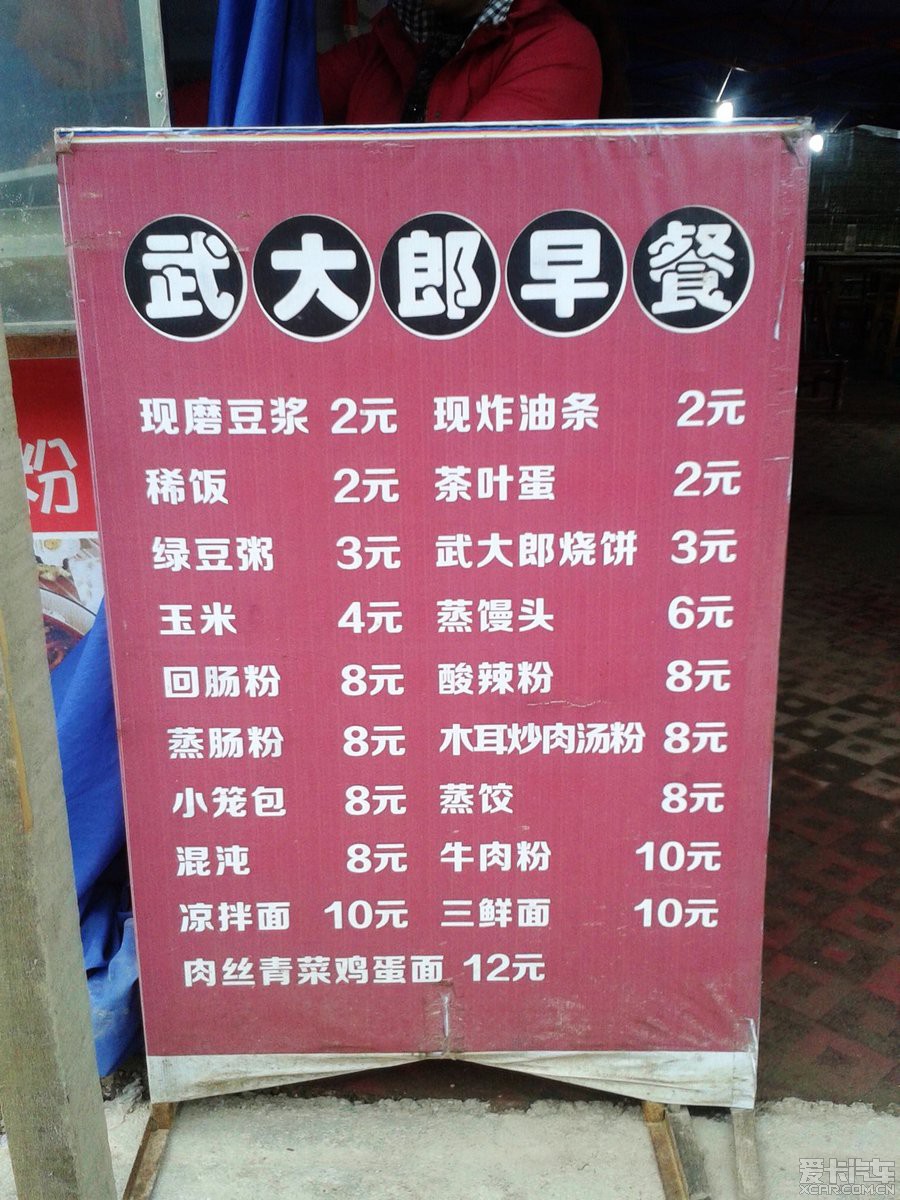 武大郎早餐
现磨豆浆 2元 现炸油条 2元
稀饭 2元 茶叶蛋 2元
绿豆粥 3元 武大郎烧饼 3元
玉米 4元 蒸馒头 6元
回肠粉 8元 酸辣粉 8元
蒸肠粉 8元 木耳炒肉汤粉 8元
小笼包 8元 蒸饺 8元
混沌 8元 牛肉粉 10元
凉拌面 10元 三鲜面 10元
肉丝青菜鸡蛋面 12元
粉
爱卡汽车
XCAR.COM.CN